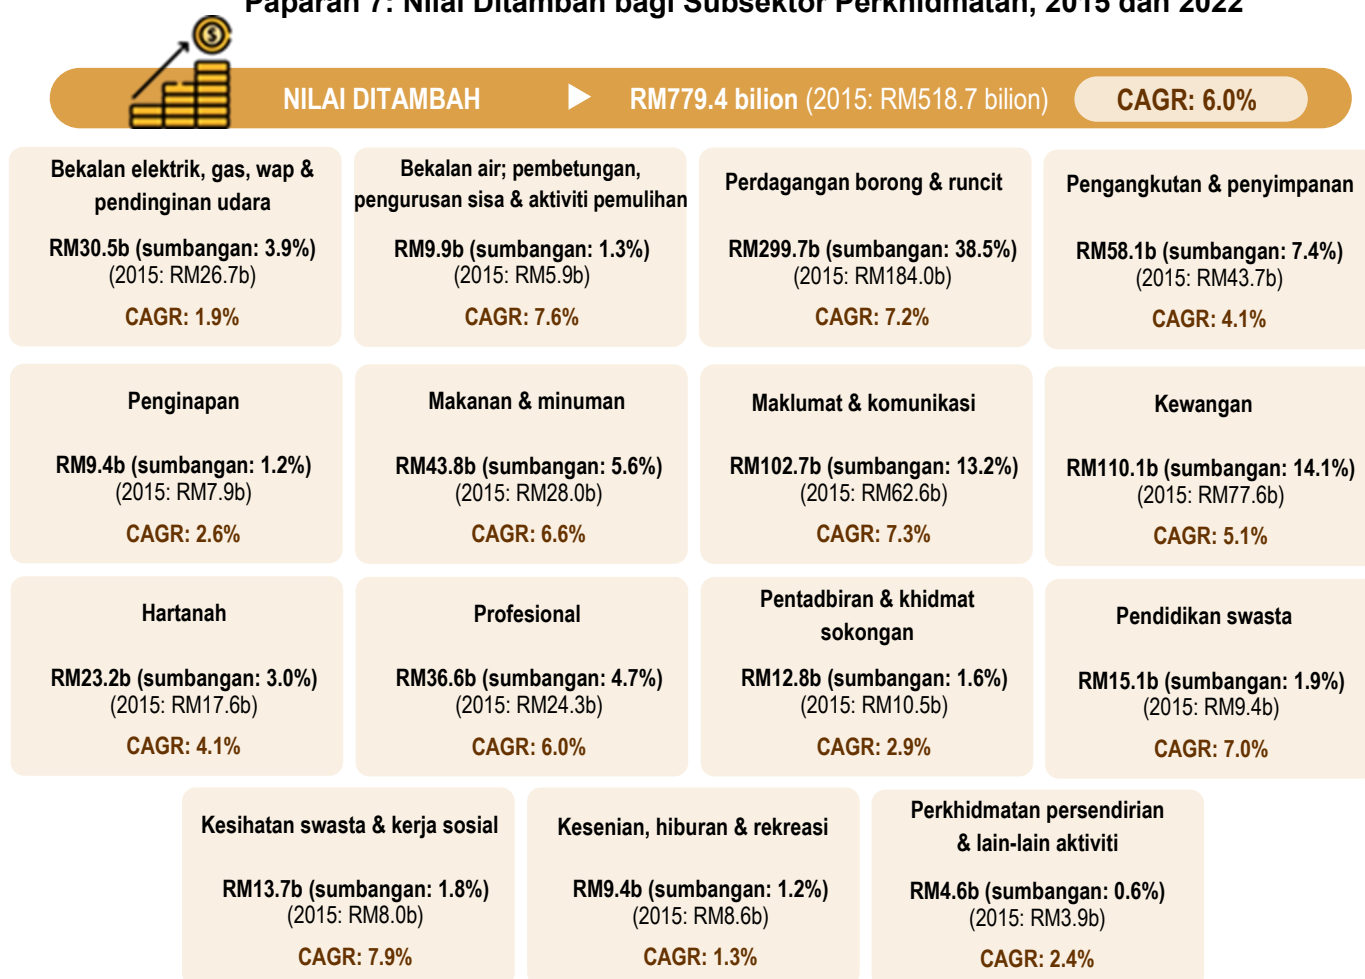 Paparan 7: Nilai Ditambah bagi Subsektor Perkhidmatan, 2015 dan 2022
NILAI DITAMBAH
RM779.4 bilion (2015: RM518.7 bilion)
CAGR: 6.0%
Bekalan elektrik, gas, wap &
pendinginan udara
RM30.5b (sumbangan: 3.9%)
(2015: RM26.7b)
CAGR: 1.9%
Bekalan air; pembetungan,
pengurusan sisa & aktiviti pemulihan
RM9.9b (sumbangan: 1.3%)
(2015: RM5.9b)
CAGR: 7.6%
Perdagangan borong & runcit
RM299.7b (sumbangan: 38.5%)
(2015: RM184.0b)
CAGR: 7.2%
Pengangkutan & penyimpanan
RM58.1b (sumbangan: 7.4%)
(2015: RM43.7b)
CAGR: 4.1%
Penginapan
RM9.4b (sumbangan: 1.2%)
(2015: RM7.9b)
CAGR: 2.6%
Makanan & minuman
RM43.8b (sumbangan: 5.6%)
(2015: RM28.0b)
CAGR: 6.6%
Maklumat & komunikasi
RM102.7b (sumbangan: 13.2%)
(2015: RM62.6b)
CAGR: 7.3%
Kewangan
RM110.1b (sumbangan: 14.1%)
(2015: RM77.6b)
CAGR: 5.1%
Hartanah
RM23.2b (sumbangan: 3.0%)
(2015: RM17.6b)
CAGR: 4.1%
Profesional
RM36.6b (sumbangan: 4.7%)
(2015: RM24.3b)
CAGR: 6.0%
Pentadbiran & khidmat
sokongan
RM12.8b (sumbangan: 1.6%)
(2015: RM10.5b)
CAGR: 2.9%
Pendidikan swasta
RM15.1b (sumbangan: 1.9%)
(2015: RM9.4b)
CAGR: 7.0%
Kesihatan swasta & kerja sosial
RM13.7b (sumbangan: 1.8%)
(2015: RM8.0b)
CAGR: 7.9%
Kesenian, hiburan & rekreasi
RM9.4b (sumbangan: 1.2%)
(2015: RM8.6b)
CAGR: 1.3%
Perkhidmatan persendirian
& lain-lain aktiviti
RM4.6b (sumbangan: 0.6%)
(2015: RM3.9b)
CAGR: 2.4%